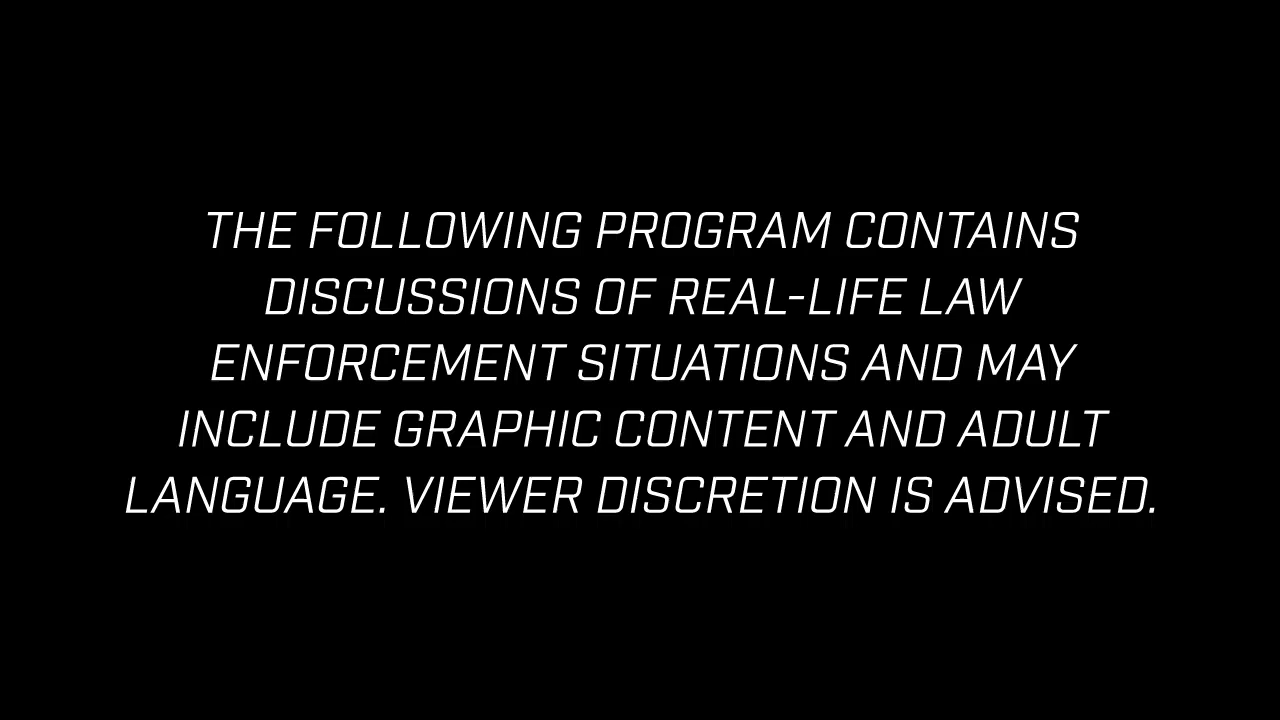 THE FOLLOWING PROGRAM CONTAINS
DISCUSSIONS OF REAL-LIFE LAW
ENFORCEMENT SITUATIONS AND MAY
INCLUDE GRAPHIC CONTENT AND ADULT
LANGUAGE. VIEWER DISCRETION IS ADVISED.